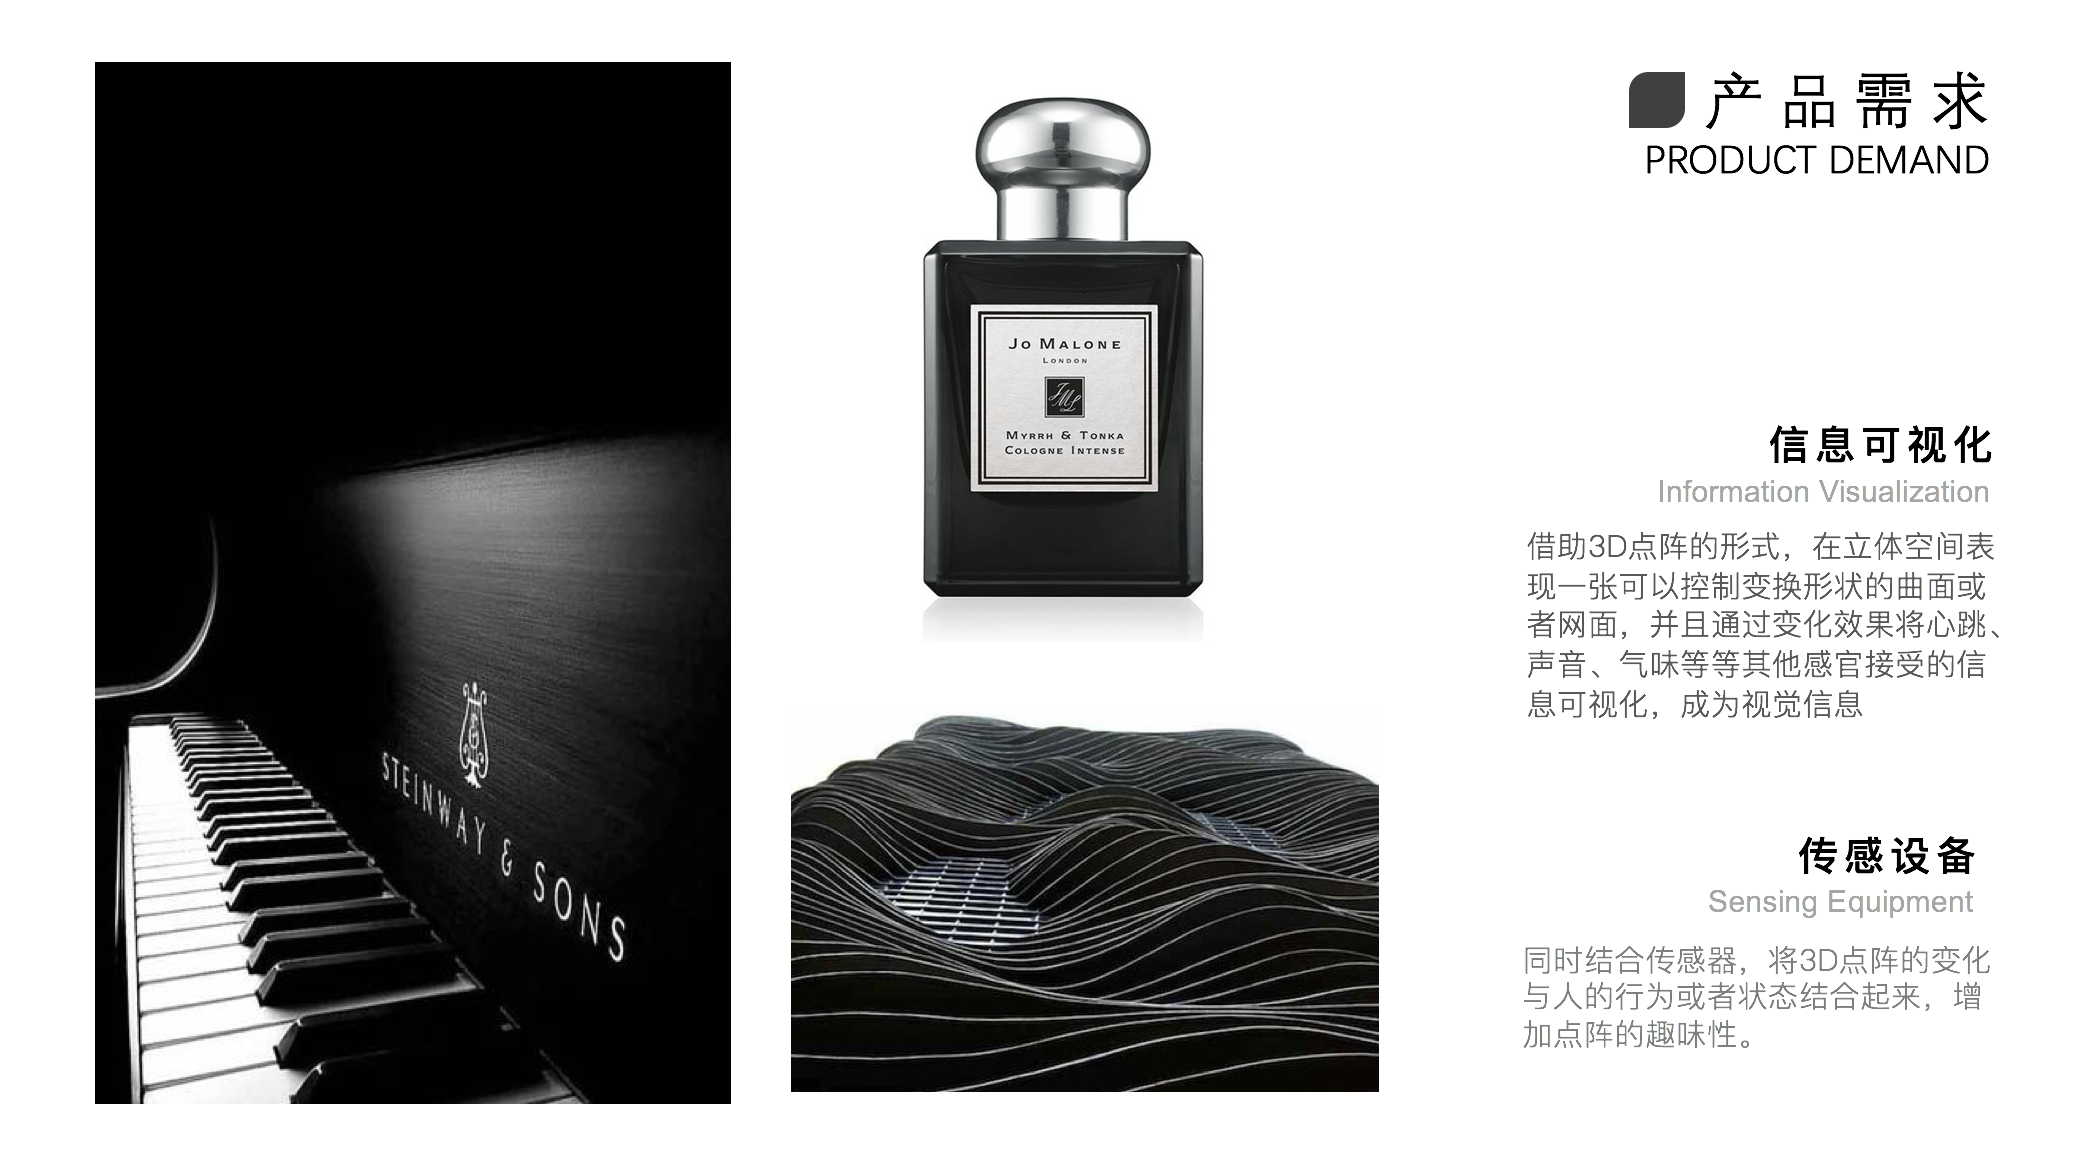 STEINWAY & SONS
JO MALONE
LONDON
JML
MYRRH & TONKA
COLOGNE INTENSE
产品需求
PRODUCT DEMAND
信息可视化
Information Visualization
借助3D点阵的形式，在立体空间表
现一张可以控制变换形状的曲面或
者网面，并且通过变化效果将心跳、
声音、气味等等其他感官接受的信
息可视化，成为视觉信息
传感设备
Sensing Equipment
同时结合传感器，将3D点阵的变化
与人的行为或者状态结合起来，增
加点阵的趣味性。